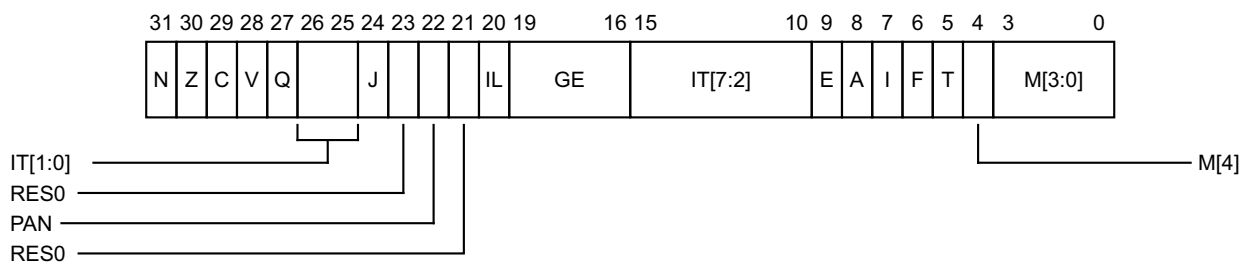 31 30 29 28 27 26 25 24 23 22 21 20 19 16 15 10 9 8 7 6 5 4 3 0
N Z C V Q J IL GE IT[7:2] E A I F T M[3:0]
IT[1:0] M[4]
RES0
PAN
RES0